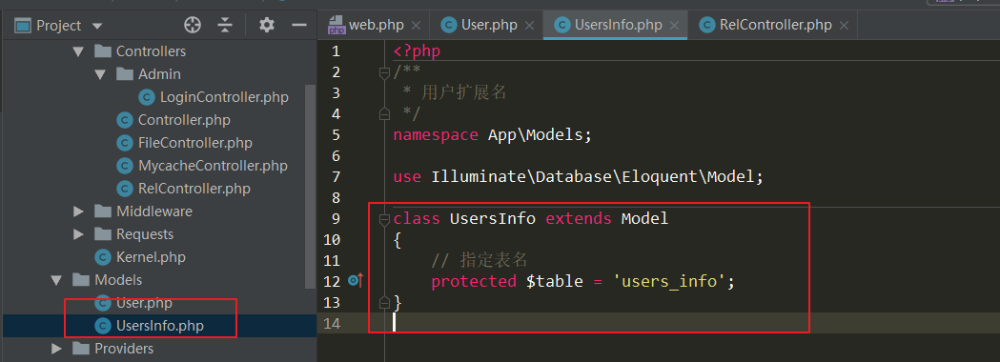 Project
Controllers
Admin
LoginController.php
Controller.php
FileController.php
MycacheController.php
RelController.php
Middleware
Requests
Kernel.php
Models
User.php
UsersInfo.php
Providers
php web.php User.php UsersInfo.php RelController.php
1 <?php
2 /**
3 * 用户扩展名
4 */
5 namespace App\Models;
6
7 use Illuminate\Database\Eloquent\Model;
8
9 class UsersInfo extends Model
10 {
11 // 指定表名
12 protected $table = 'users_info';
13 }
14